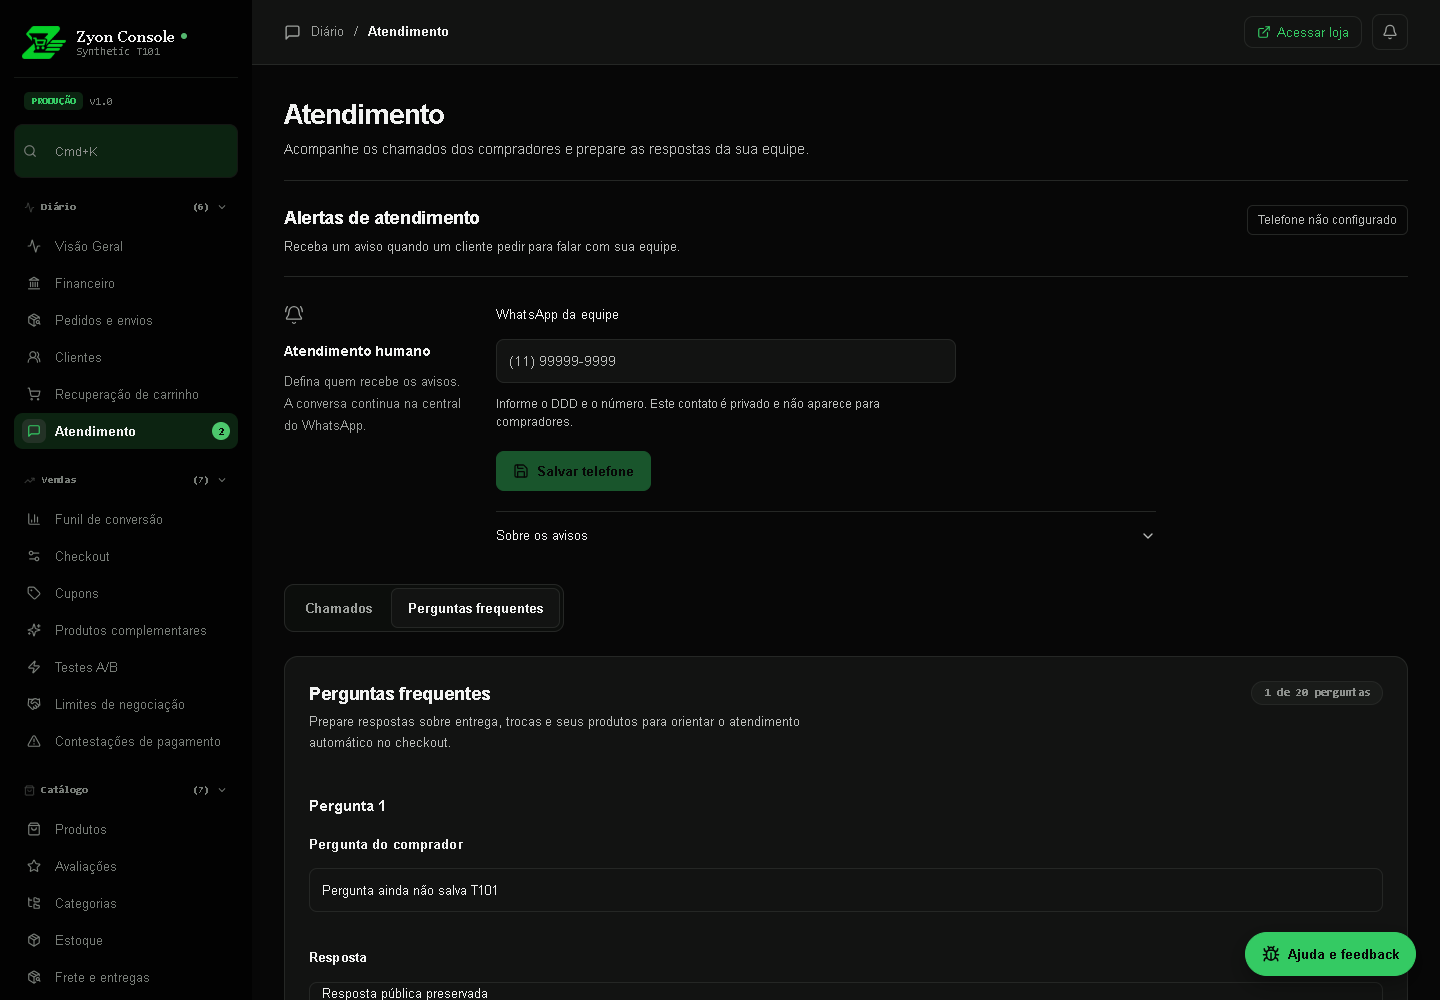 Zyon Console
Synthetic T101
PRODUÇÃO v1.0
Cmd+K
Diário (6)
Visão Geral
Financeiro
Pedidos e envios
Clientes
Recuperação de carrinho
Atendimento 2
Vendas (7)
Funil de conversão
Checkout
Cupons
Produtos complementares
Testes A/B
Limites de negociação
Contestações de pagamento
Catálogo (7)
Produtos
Avaliações
Categorias
Estoque
Frete e entregas
Diário / Atendimento
Acessar loja
Atendimento
Acompanhe os chamados dos compradores e prepare as respostas da sua equipe.
Alertas de atendimento
Receba um aviso quando um cliente pedir para falar com sua equipe.
Telefone não configurado
Atendimento humano
Defina quem recebe os avisos.
A conversa continua na central
do WhatsApp.
WhatsApp da equipe
(11) 99999-9999
Informe o DDD e o número. Este contato é privado e não aparece para
compradores.
Salvar telefone
Sobre os avisos
Chamados
Perguntas frequentes
Perguntas frequentes
1 de 20 perguntas
Prepare respostas sobre entrega, trocas e seus produtos para orientar o atendimento
automático no checkout.
Pergunta 1
Pergunta do comprador
Pergunta ainda não salva T101
Resposta
Resposta pública preservada
Ajuda e feedback